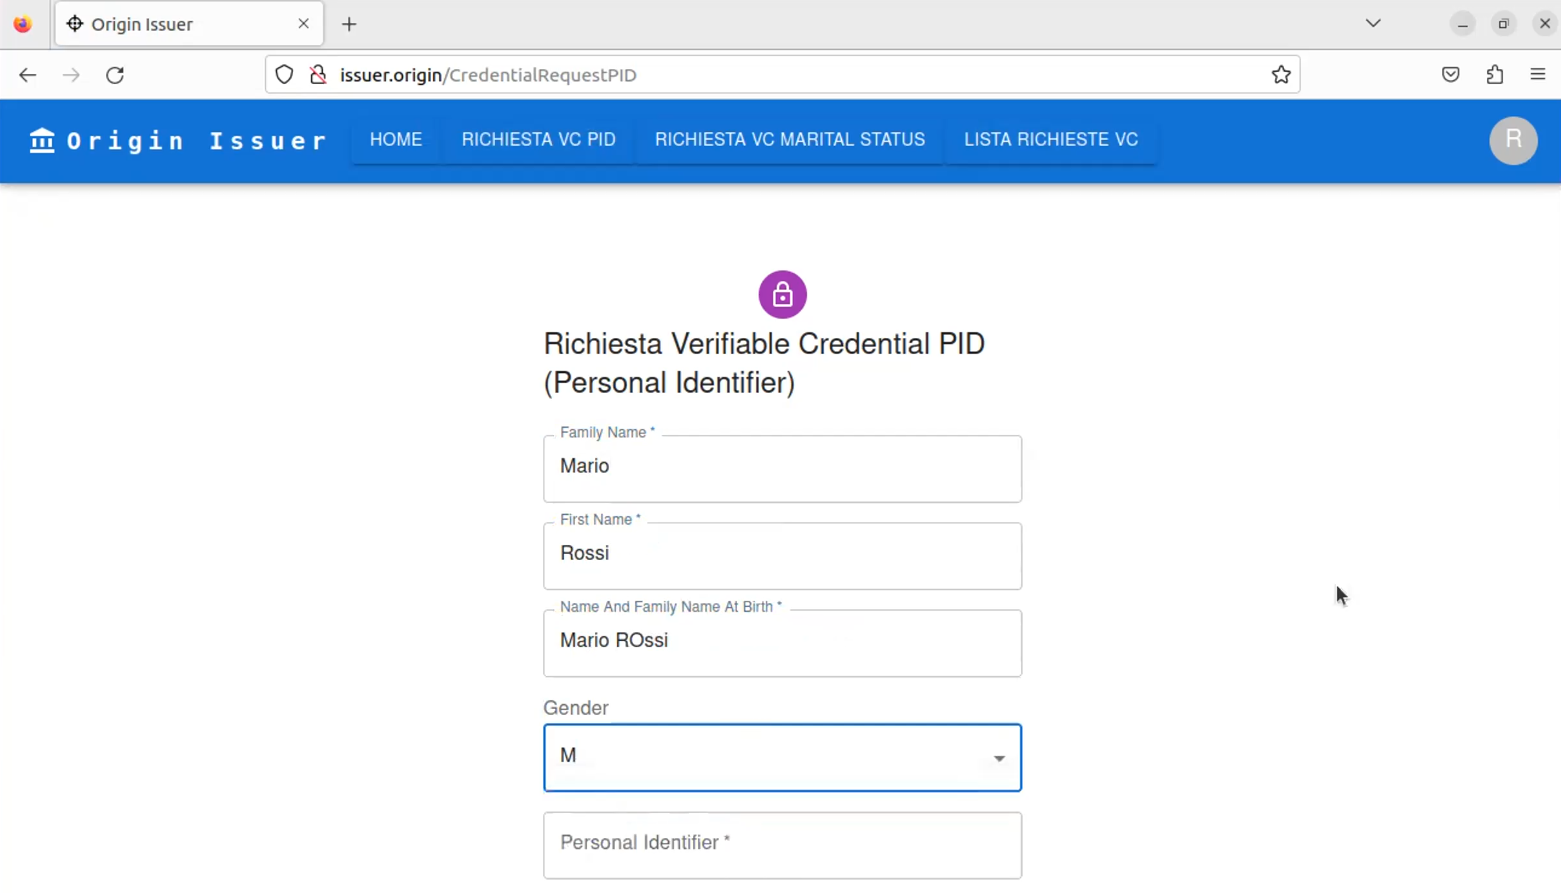 Origin Issuer
issuer.origin/CredentialRequestPID
Origin Issuer
HOME
RICHIESTA VC PID
RICHIESTA VC MARITAL STATUS
LISTA RICHIESTE VC
R
Richiesta Verifiable Credential PID
(Personal Identifier)
Family Name *
Mario
First Name *
Rossi
Name And Family Name At Birth *
Mario ROssi
Gender
M
Personal Identifier *